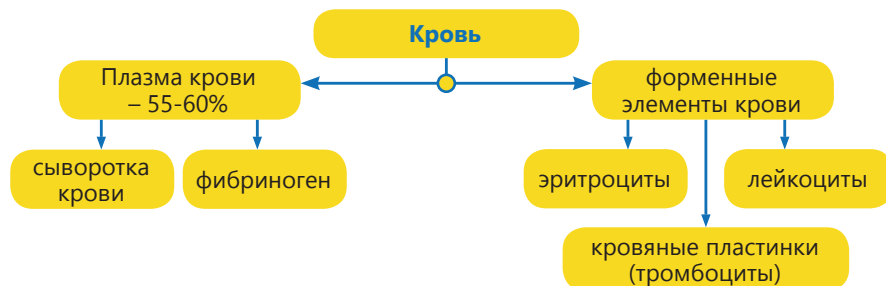 Кровь
Плазма крови
– 55-60%
форменные
элементы крови
сыворотка
крови
фибриноген
эритроциты
лейкоциты
кровяные пластинки
(тромбоциты)